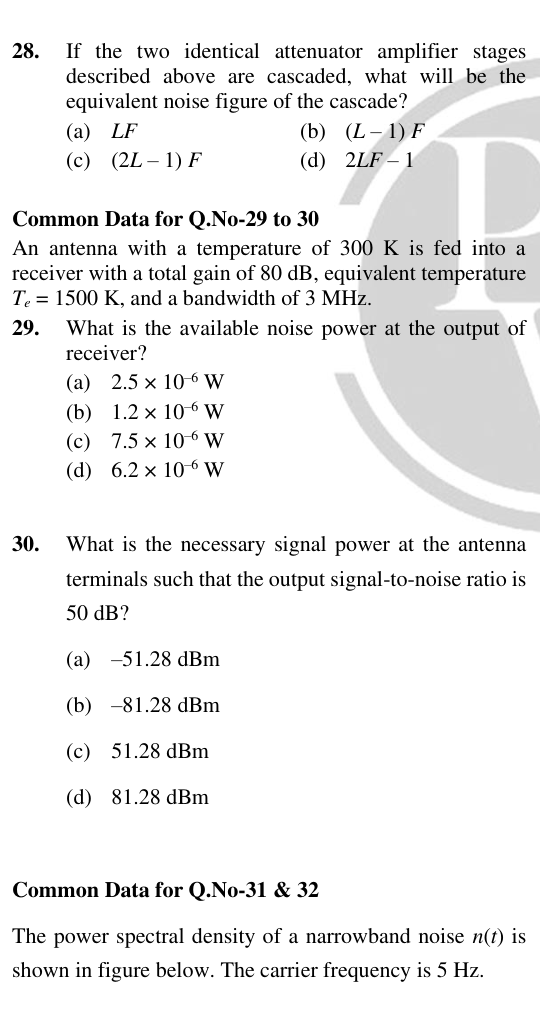 28. If the two identical attenuator amplifier stages
described above are cascaded, what will be the
equivalent noise figure of the cascade?
(a) LF (b) (L – 1) F
(c) (2L – 1) F (d) 2LF – 1
Common Data for Q.No-29 to 30
An antenna with a temperature of 300 K is fed into a
receiver with a total gain of 80 dB, equivalent temperature
Tₑ = 1500 K, and a bandwidth of 3 MHz.
29. What is the available noise power at the output of
receiver?
(a) 2.5 × 10⁻⁶ W
(b) 1.2 × 10⁻⁶ W
(c) 7.5 × 10⁻⁶ W
(d) 6.2 × 10⁻⁶ W
30. What is the necessary signal power at the antenna
terminals such that the output signal-to-noise ratio is
50 dB?
(a) –51.28 dBm
(b) –81.28 dBm
(c) 51.28 dBm
(d) 81.28 dBm
Common Data for Q.No-31 & 32
The power spectral density of a narrowband noise n(t) is
shown in figure below. The carrier frequency is 5 Hz.